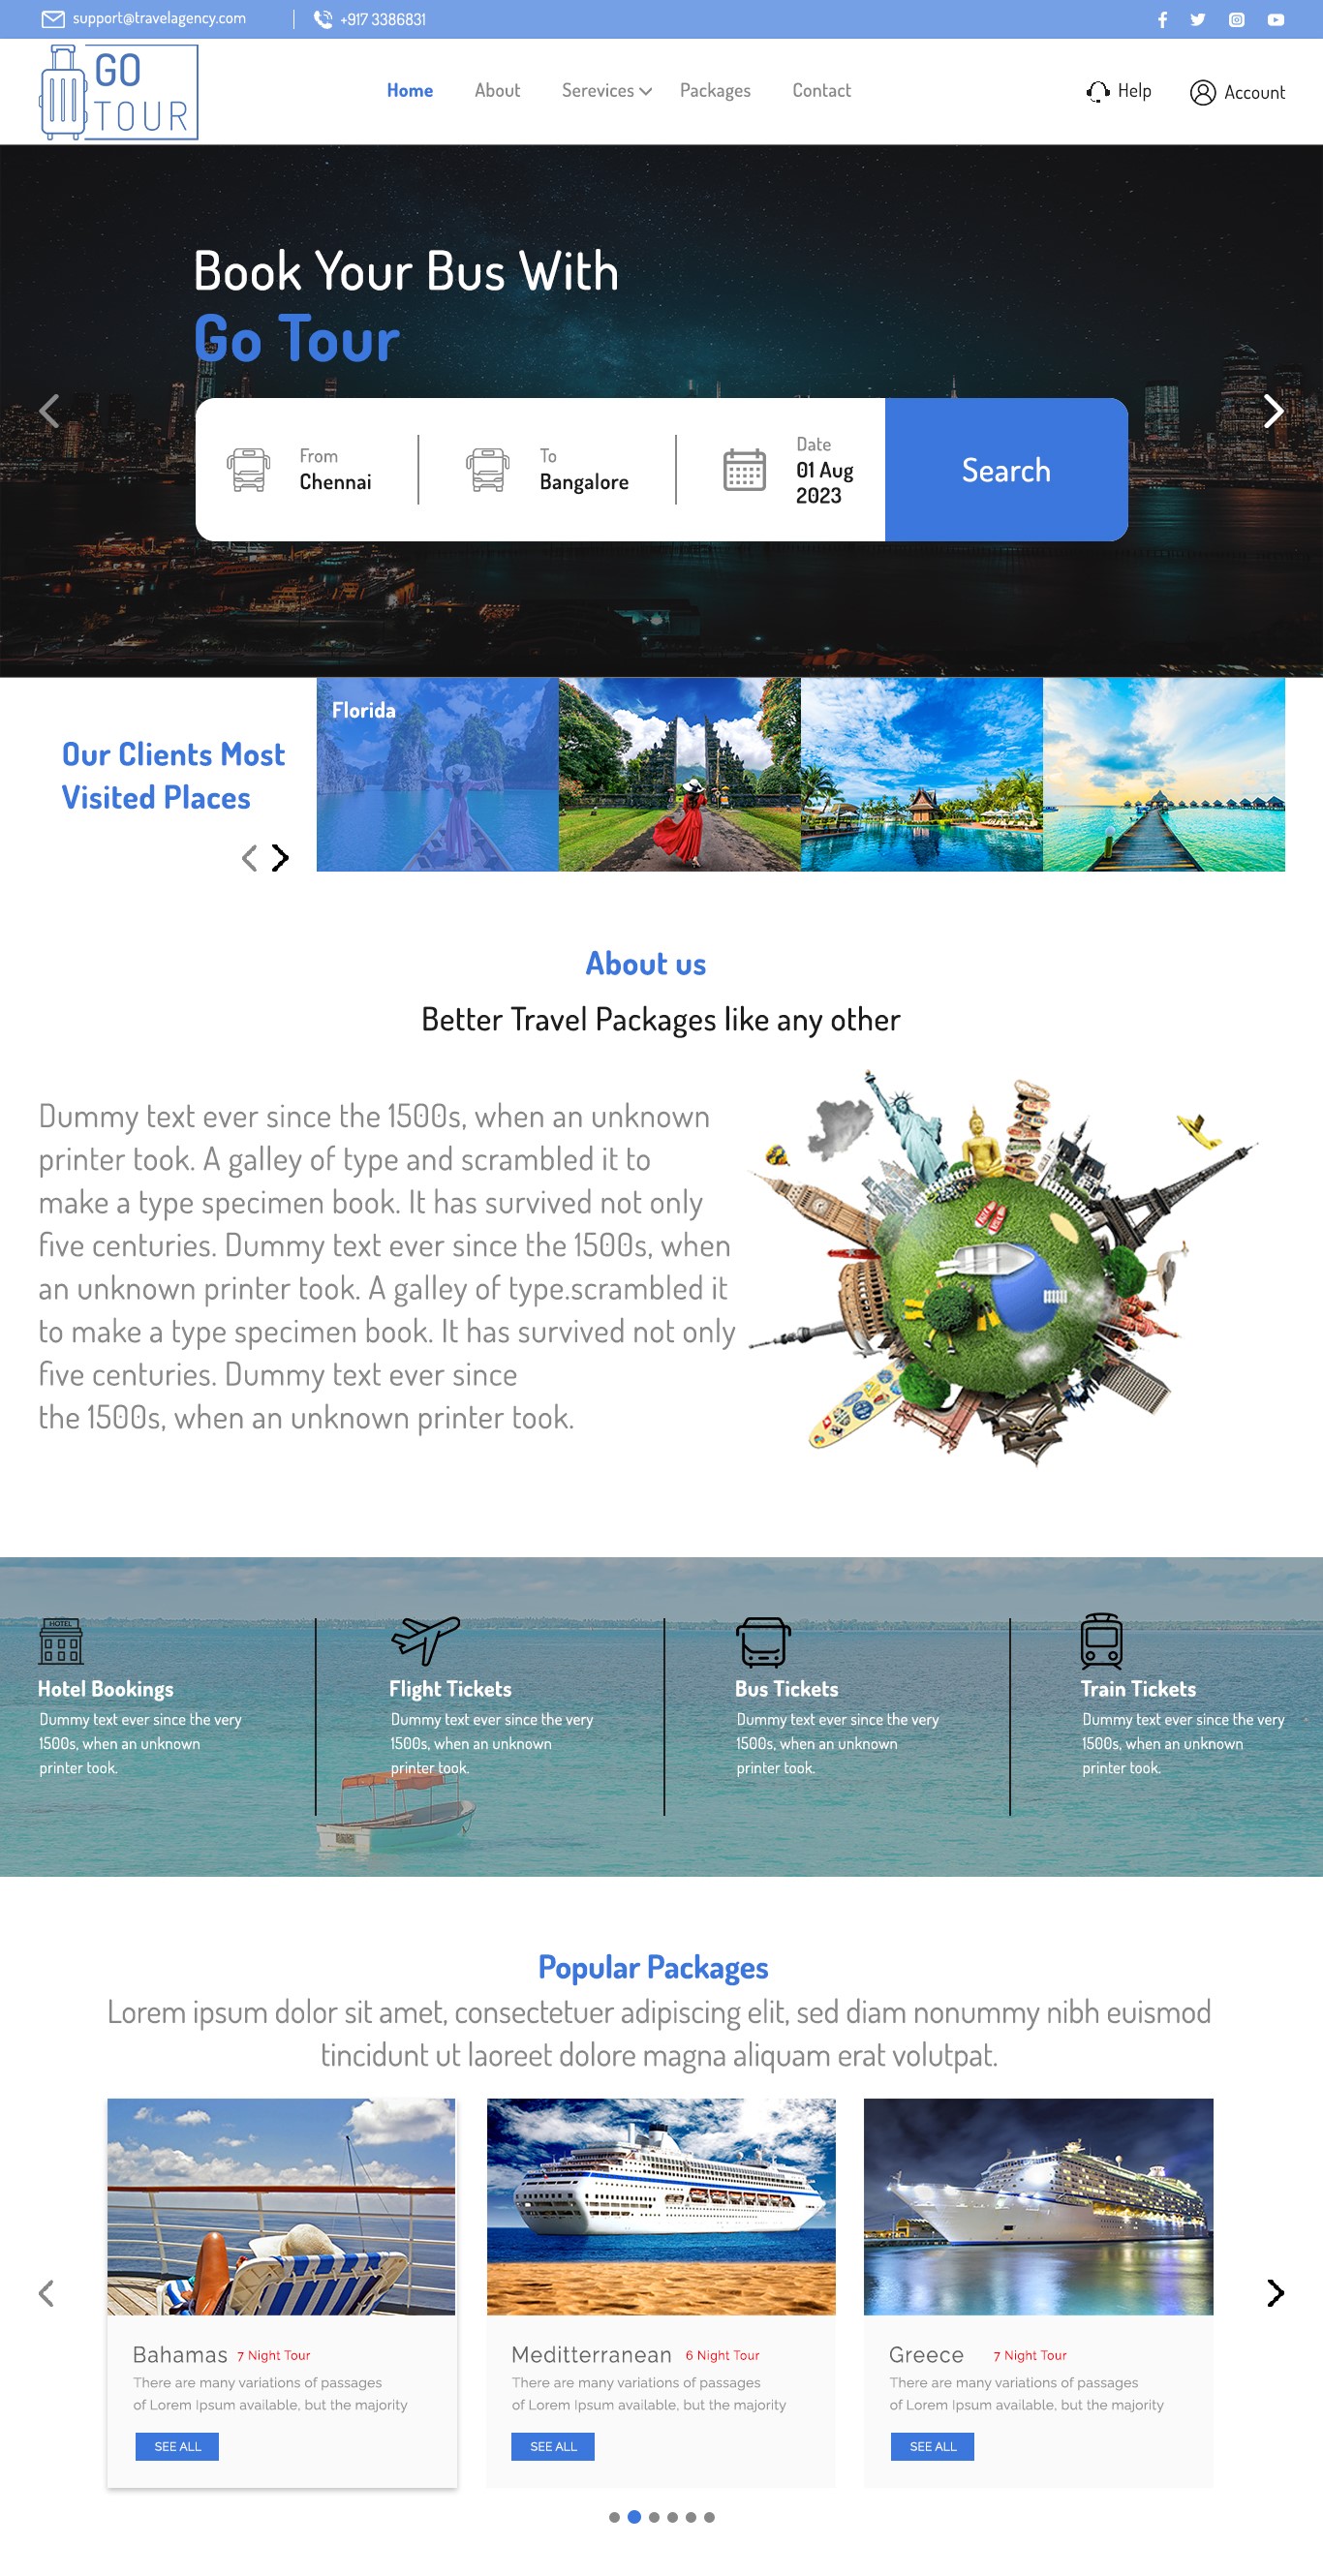 support@travelagency.com
+917 3386831
GO
TOUR
Home
About
Serevices
Packages
Contact
Help
Account
Book Your Bus With
Go Tour
From
Chennai
To
Bangalore
Date
01 Aug
2023
Search
Our Clients Most
Visited Places
Florida
About us
Better Travel Packages like any other
Dummy text ever since the 1500s, when an unknown
printer took. A galley of type and scrambled it to
make a type specimen book. It has survived not only
five centuries. Dummy text ever since the 1500s, when
an unknown printer took. A galley of type.scrambled it
to make a type specimen book. It has survived not only
five centuries. Dummy text ever since
the 1500s, when an unknown printer took.
HOTEL
Hotel Bookings
Dummy text ever since the very
1500s, when an unknown
printer took.
Flight Tickets
Dummy text ever since the very
1500s, when an unknown
printer took.
Bus Tickets
Dummy text ever since the very
1500s, when an unknown
printer took.
Train Tickets
Dummy text ever since the very
1500s, when an unknown
printer took.
Popular Packages
Lorem ipsum dolor sit amet, consectetuer adipiscing elit, sed diam nonummy nibh euismod
tincidunt ut laoreet dolore magna aliquam erat volutpat.
Bahamas 7 Night Tour
There are many variations of passages
of Lorem Ipsum available, but the majority
SEE ALL
Meditterranean 6 Night Tour
There are many variations of passages
of Lorem Ipsum available, but the majority
SEE ALL
Greece 7 Night Tour
There are many variations of passages
of Lorem Ipsum available, but the majority
SEE ALL